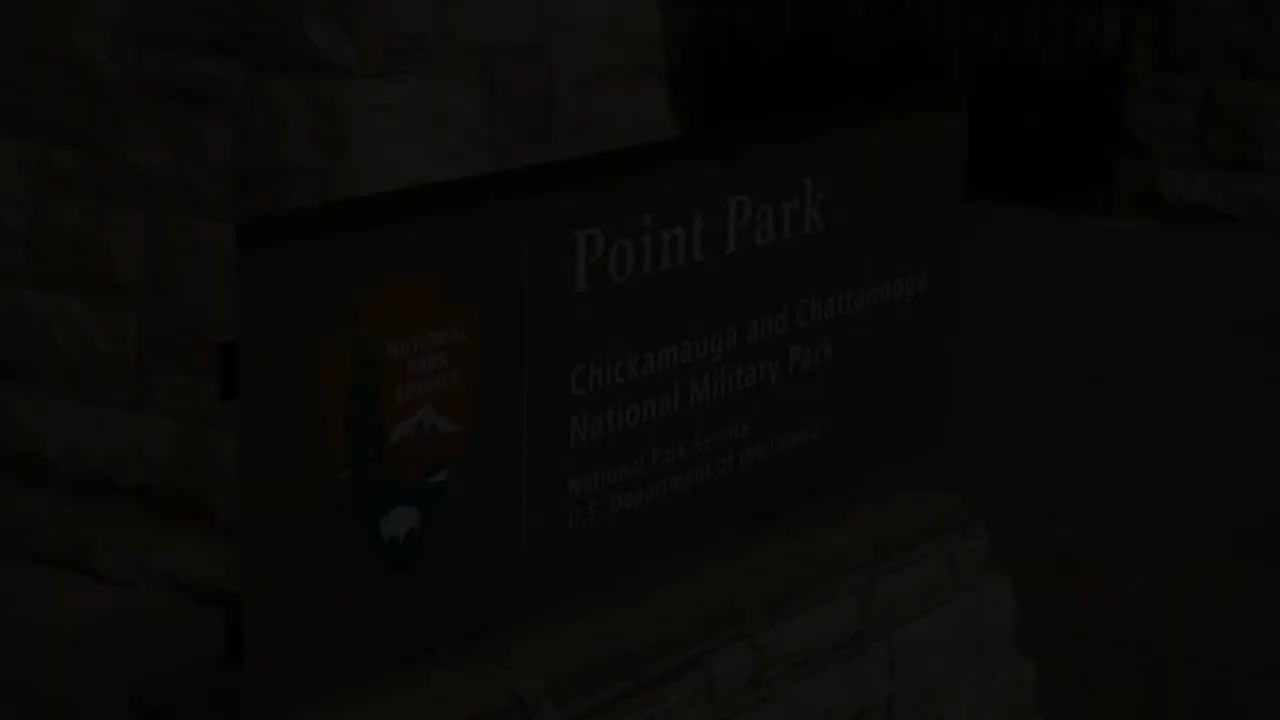 NATIONAL
PARK
SERVICE
Point Park
Chickamauga and Chattanooga
National Military Park
National Park Service
U.S. Department of the Interior